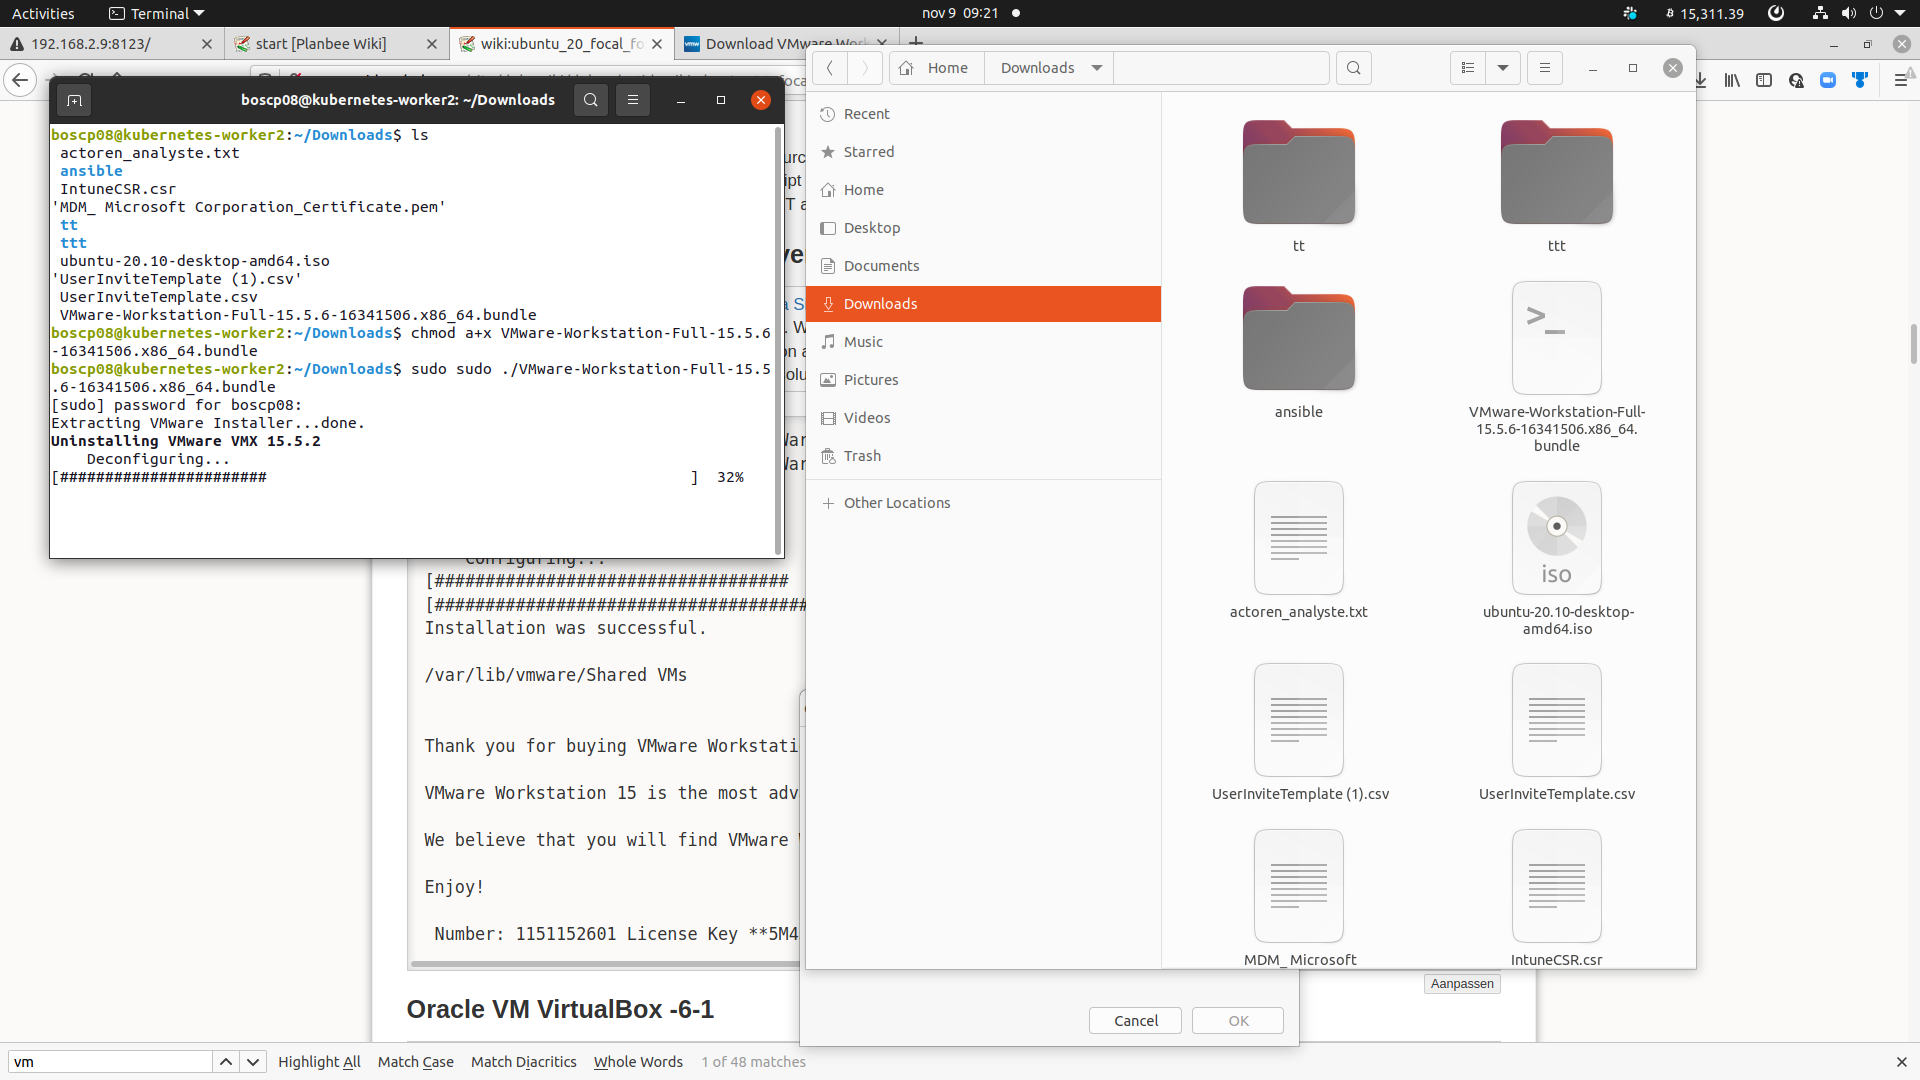 Activities
Terminal
nov 9 09:21
15,311.39
192.168.2.9:8123/
start [Planbee Wiki]
wiki:ubuntu_20_focal_fo
Download VMware Work
boscp08@kubernetes-worker2: ~/Downloads
boscp08@kubernetes-worker2:~/Downloads$ ls
actoren_analyste.txt
ansible
IntuneCSR.csr
'MDM_ Microsoft Corporation_Certificate.pem'
tt
ttt
ubuntu-20.10-desktop-amd64.iso
'UserInviteTemplate (1).csv'
UserInviteTemplate.csv
VMware-Workstation-Full-15.5.6-16341506.x86_64.bundle
boscp08@kubernetes-worker2:~/Downloads$ chmod a+x VMware-Workstation-Full-15.5.6
-16341506.x86_64.bundle
boscp08@kubernetes-worker2:~/Downloads$ sudo sudo ./VMware-Workstation-Full-15.5
.6-16341506.x86_64.bundle
[sudo] password for boscp08:
Extracting VMware Installer...done.
Uninstalling VMware VMX 15.5.2
Deconfiguring...
[####################### ] 32%
Configuring...
[###################################
[#####################################
Installation was successful.
/var/lib/vmware/Shared VMs
Thank you for buying VMware Workstati
VMware Workstation 15 is the most adv
We believe that you will find VMware
Enjoy!
Number: 1151152601 License Key **5M4
Oracle VM VirtualBox -6-1
Aanpassen
Home
Downloads
Recent
Starred
Home
Desktop
Documents
Downloads
Music
Pictures
Videos
Trash
Other Locations
tt
ttt
ansible
VMware-Workstation-Full-
15.5.6-16341506.x86_64.
bundle
actoren_analyste.txt
iso
ubuntu-20.10-desktop-
amd64.iso
UserInviteTemplate (1).csv
UserInviteTemplate.csv
MDM_ Microsoft
IntuneCSR.csr
Cancel
OK
vm
Highlight All
Match Case
Match Diacritics
Whole Words
1 of 48 matches